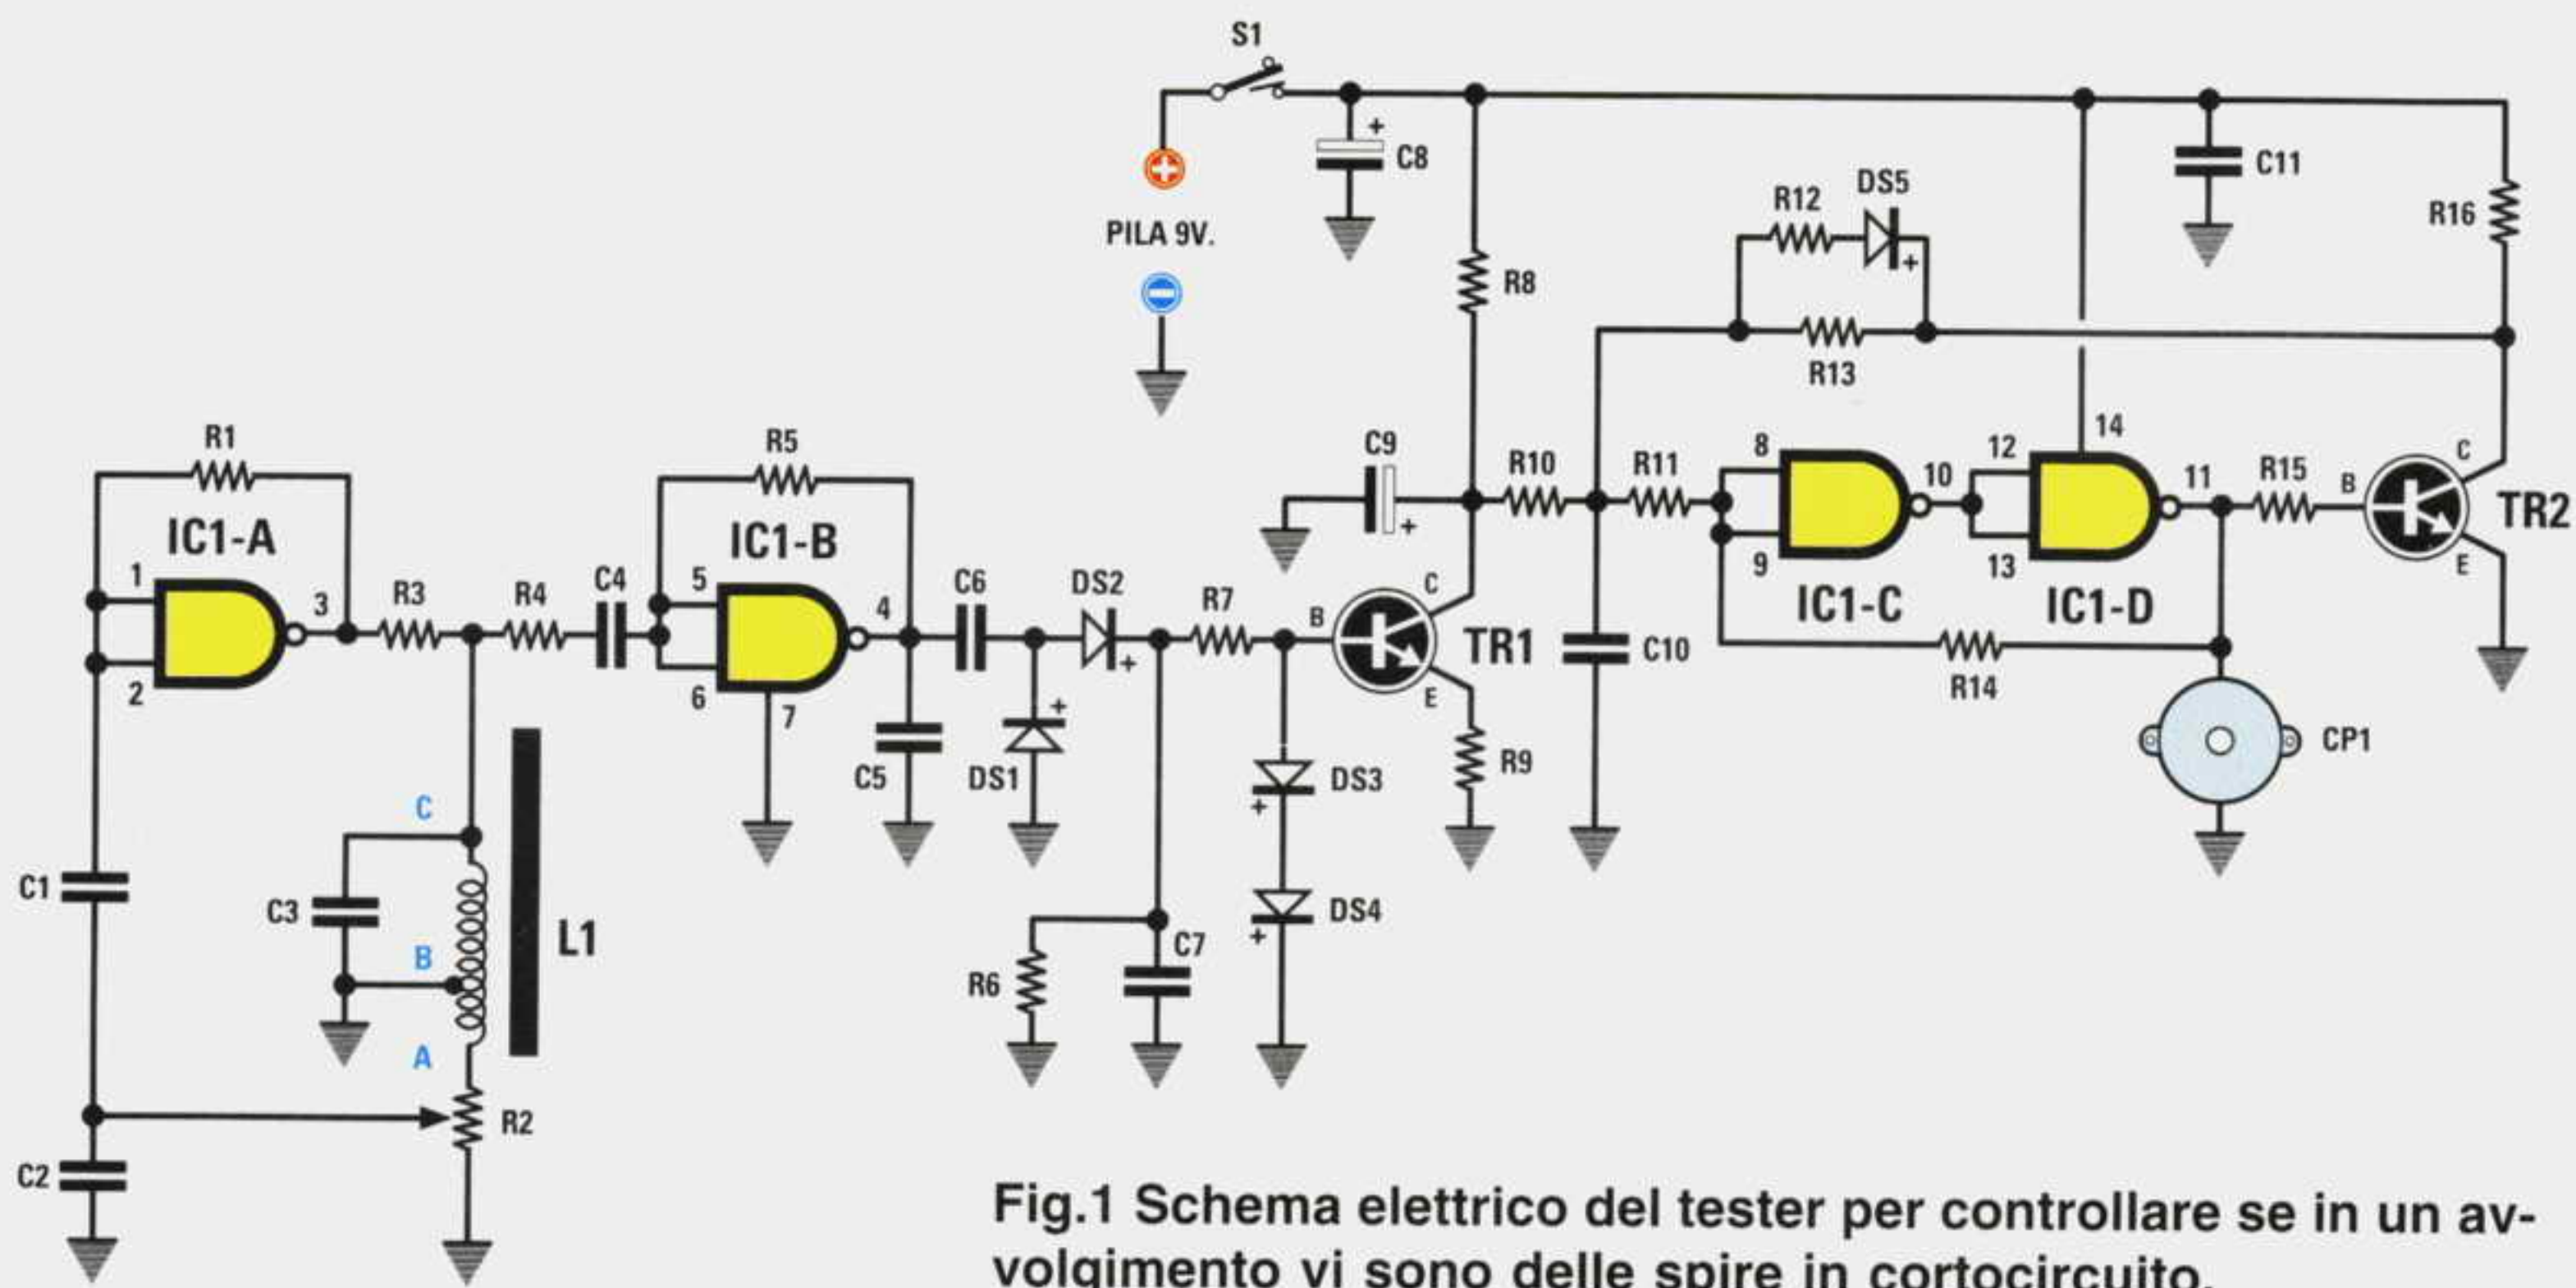 S1
C8
PILA 9V.
R8
R12
DS5
R13
C11
R16
R1
IC1-A
1
2
3
R3
R4
C4
R5
IC1-B
5
6
7
4
C6
DS2
R7
C5
DS1
C9
R10
R11
B
C
E
TR1
R9
C10
8
9
10
IC1-C
12
13
14
11
IC1-D
R15
R14
B
C
E
TR2
CP1
C1
C3
C
B
A
L1
R2
C2
R6
C7
DS3
DS4
Fig.1 Schema elettrico del tester per controllare se in un av-
volgimento vi sono delle spire in cortocircuito.